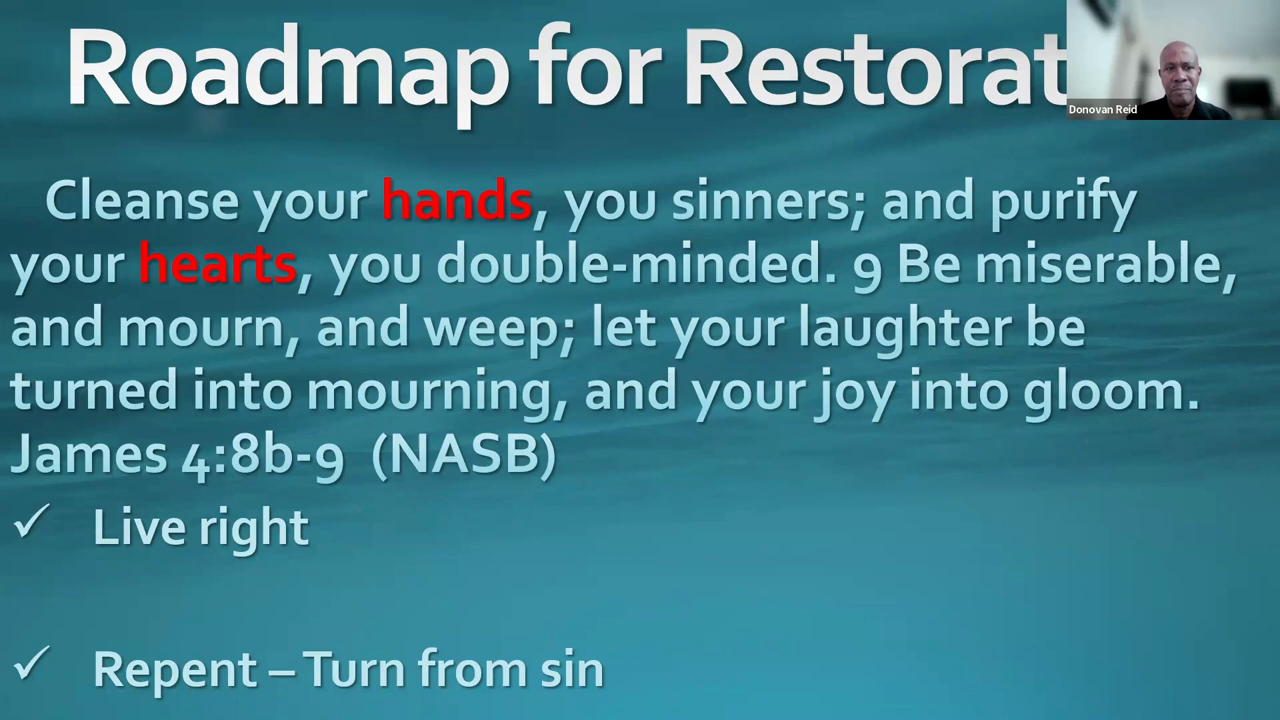 Roadmap for Restorat
Donovan Reid
Cleanse your hands, you sinners; and purify
your hearts, you double-minded. 9 Be miserable,
and mourn, and weep; let your laughter be
turned into mourning, and your joy into gloom.
James 4:8b-9 (NASB)
✓ Live right
✓ Repent – Turn from sin